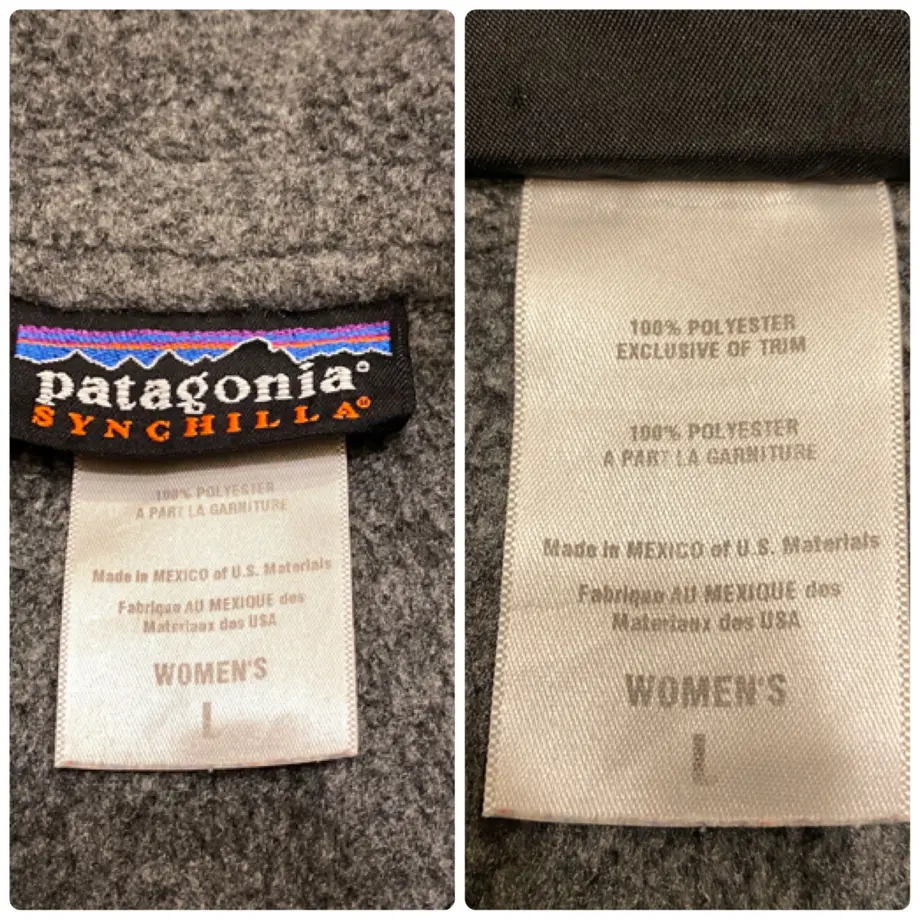 patagonia®
SYNCHILLA®
100% POLYESTER
A PART LA GARNITURE
Made in MEXICO of U.S. Materials
Fabrique AU MEXIQUE des
Materiaux des USA
WOMEN'S
L
100% POLYESTER
EXCLUSIVE OF TRIM
100% POLYESTER
A PART LA GARNITURE
Made in MEXICO of U.S. Materials
Fabrique AU MEXIQUE des
Materiaux des USA
WOMEN'S
L